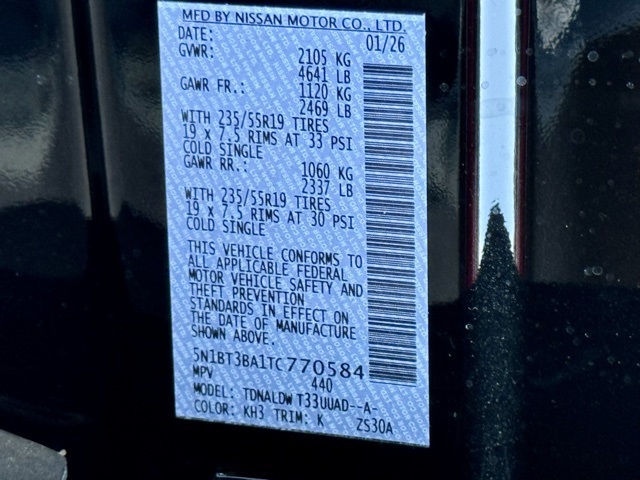 MFD BY NISSAN MOTOR CO., LTD.
DATE: 01/26
GVWR: 2105 KG
4641 LB
GAWR FR.: 1120 KG
2469 LB
WITH 235/55R19 TIRES
19 x 7.5 RIMS AT 33 PSI
COLD SINGLE
GAWR RR.: 1060 KG
2337 LB
WITH 235/55R19 TIRES
19 x 7.5 RIMS AT 30 PSI
COLD SINGLE
THIS VEHICLE CONFORMS TO
ALL APPLICABLE FEDERAL
MOTOR VEHICLE SAFETY AND
THEFT PREVENTION
STANDARDS IN EFFECT ON
THE DATE OF MANUFACTURE
SHOWN ABOVE.
5N1BT3BA1TC770584
MPV 440
MODEL: TDNALDW T33UUAD--A-
COLOR: KH3 TRIM: K ZS30A